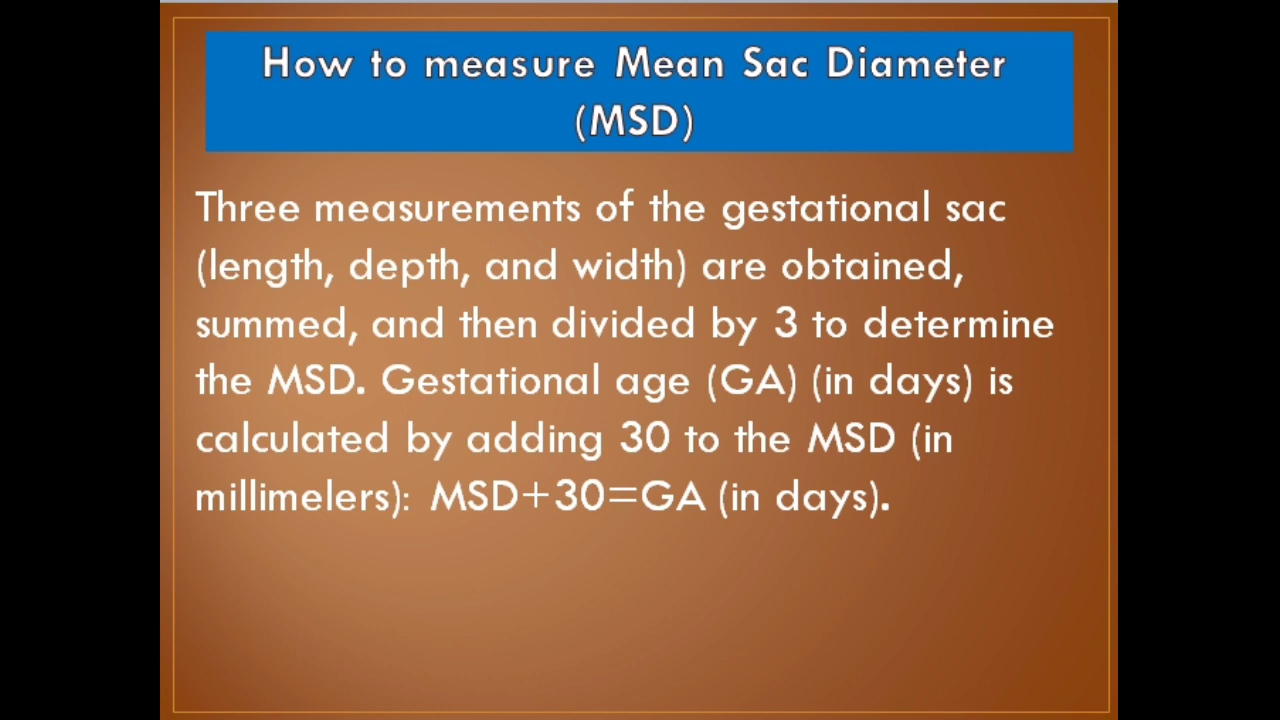 How to measure Mean Sac Diameter
(MSD)
Three measurements of the gestational sac
(length, depth, and width) are obtained,
summed, and then divided by 3 to determine
the MSD. Gestational age (GA) (in days) is
calculated by adding 30 to the MSD (in
millimelers): MSD+30=GA (in days).